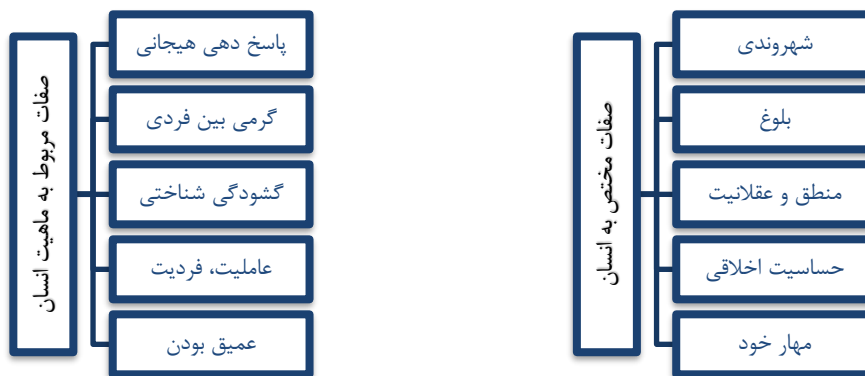 صفات مختص به انسان
شهروندی
بلوغ
منطق و عقلانیت
حساسیت اخلاقی
مهار خود
صفات مربوط به ماهیت انسان
پاسخ دهی هیجانی
گرمی بین فردی
گشودگی شناختی
عاملیت، فردیت
عمیق بودن